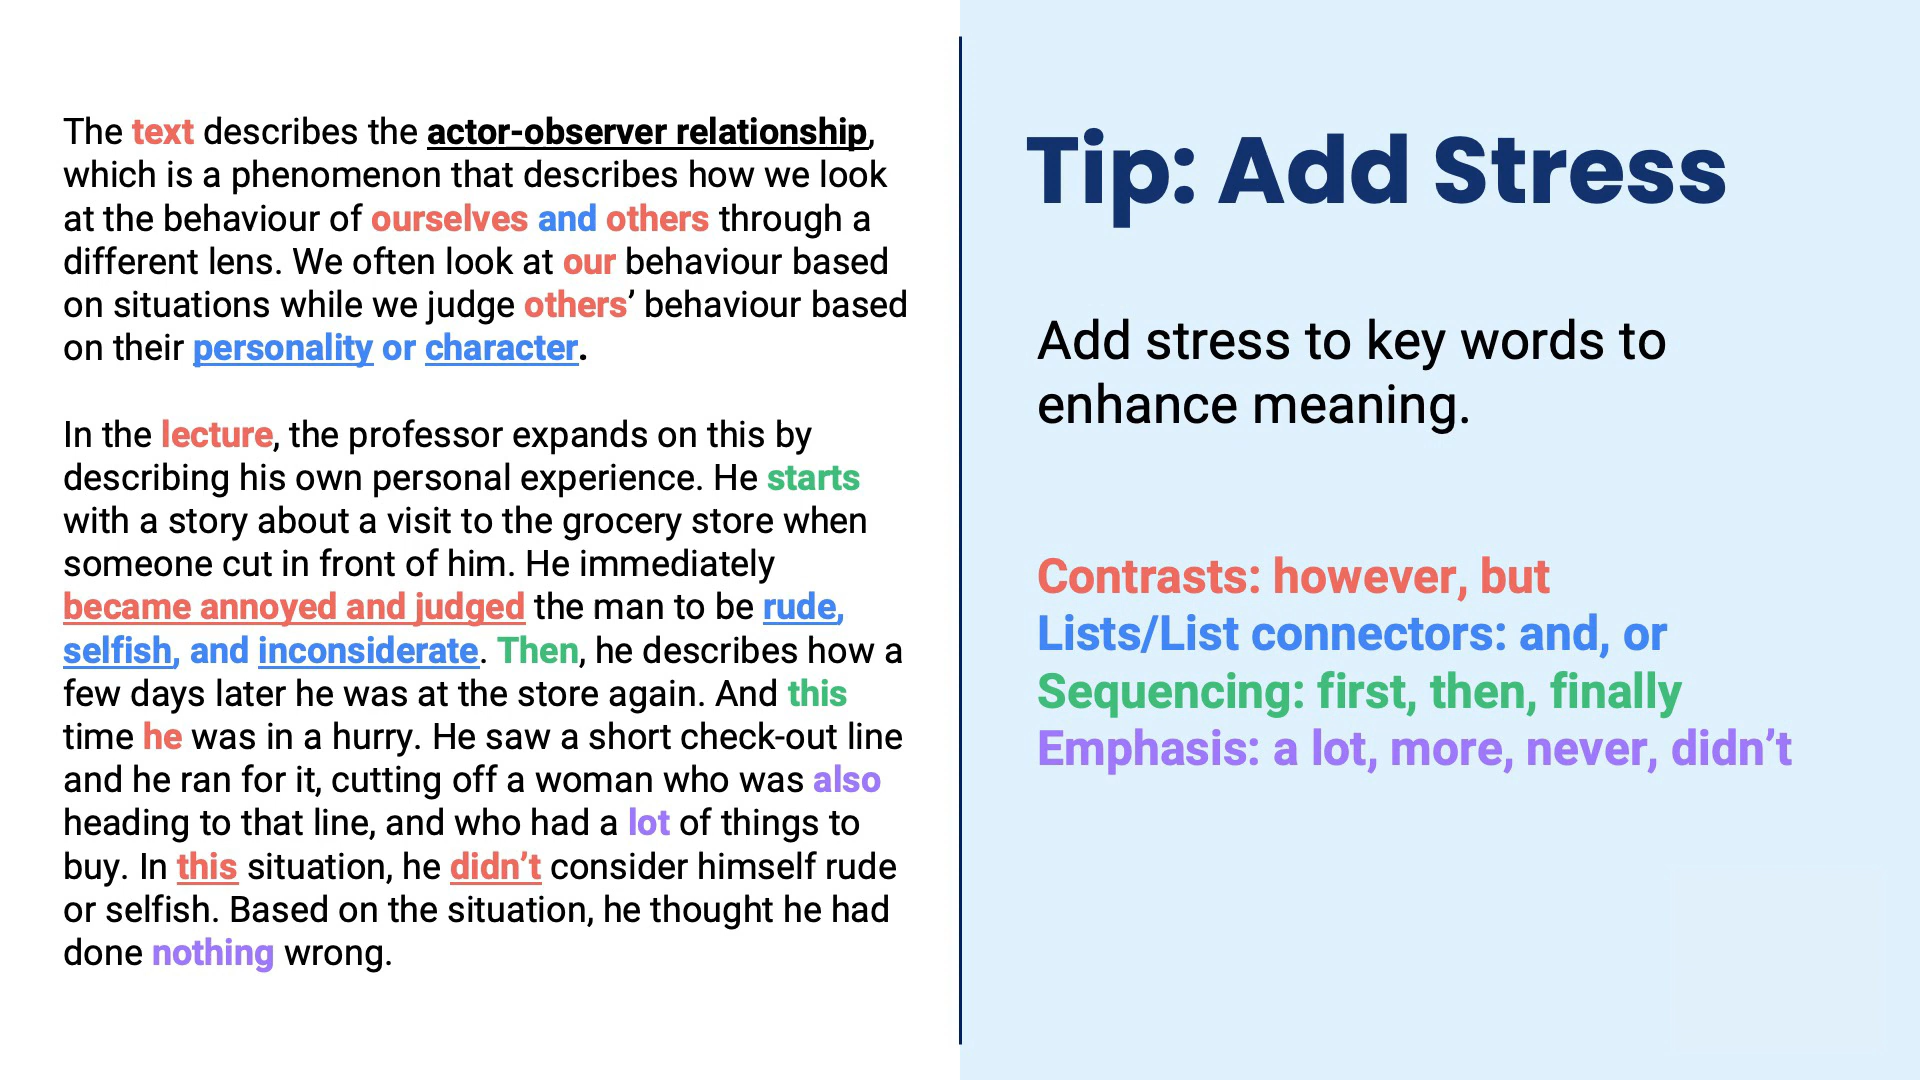 The text describes the actor-observer relationship,
which is a phenomenon that describes how we look
at the behaviour of ourselves and others through a
different lens. We often look at our behaviour based
on situations while we judge others’ behaviour based
on their personality or character.
In the lecture, the professor expands on this by
describing his own personal experience. He starts
with a story about a visit to the grocery store when
someone cut in front of him. He immediately
became annoyed and judged the man to be rude,
selfish, and inconsiderate. Then, he describes how a
few days later he was at the store again. And this
time he was in a hurry. He saw a short check-out line
and he ran for it, cutting off a woman who was also
heading to that line, and who had a lot of things to
buy. In this situation, he didn’t consider himself rude
or selfish. Based on the situation, he thought he had
done nothing wrong.
Tip: Add Stress
Add stress to key words to
enhance meaning.
Contrasts: however, but
Lists/List connectors: and, or
Sequencing: first, then, finally
Emphasis: a lot, more, never, didn’t